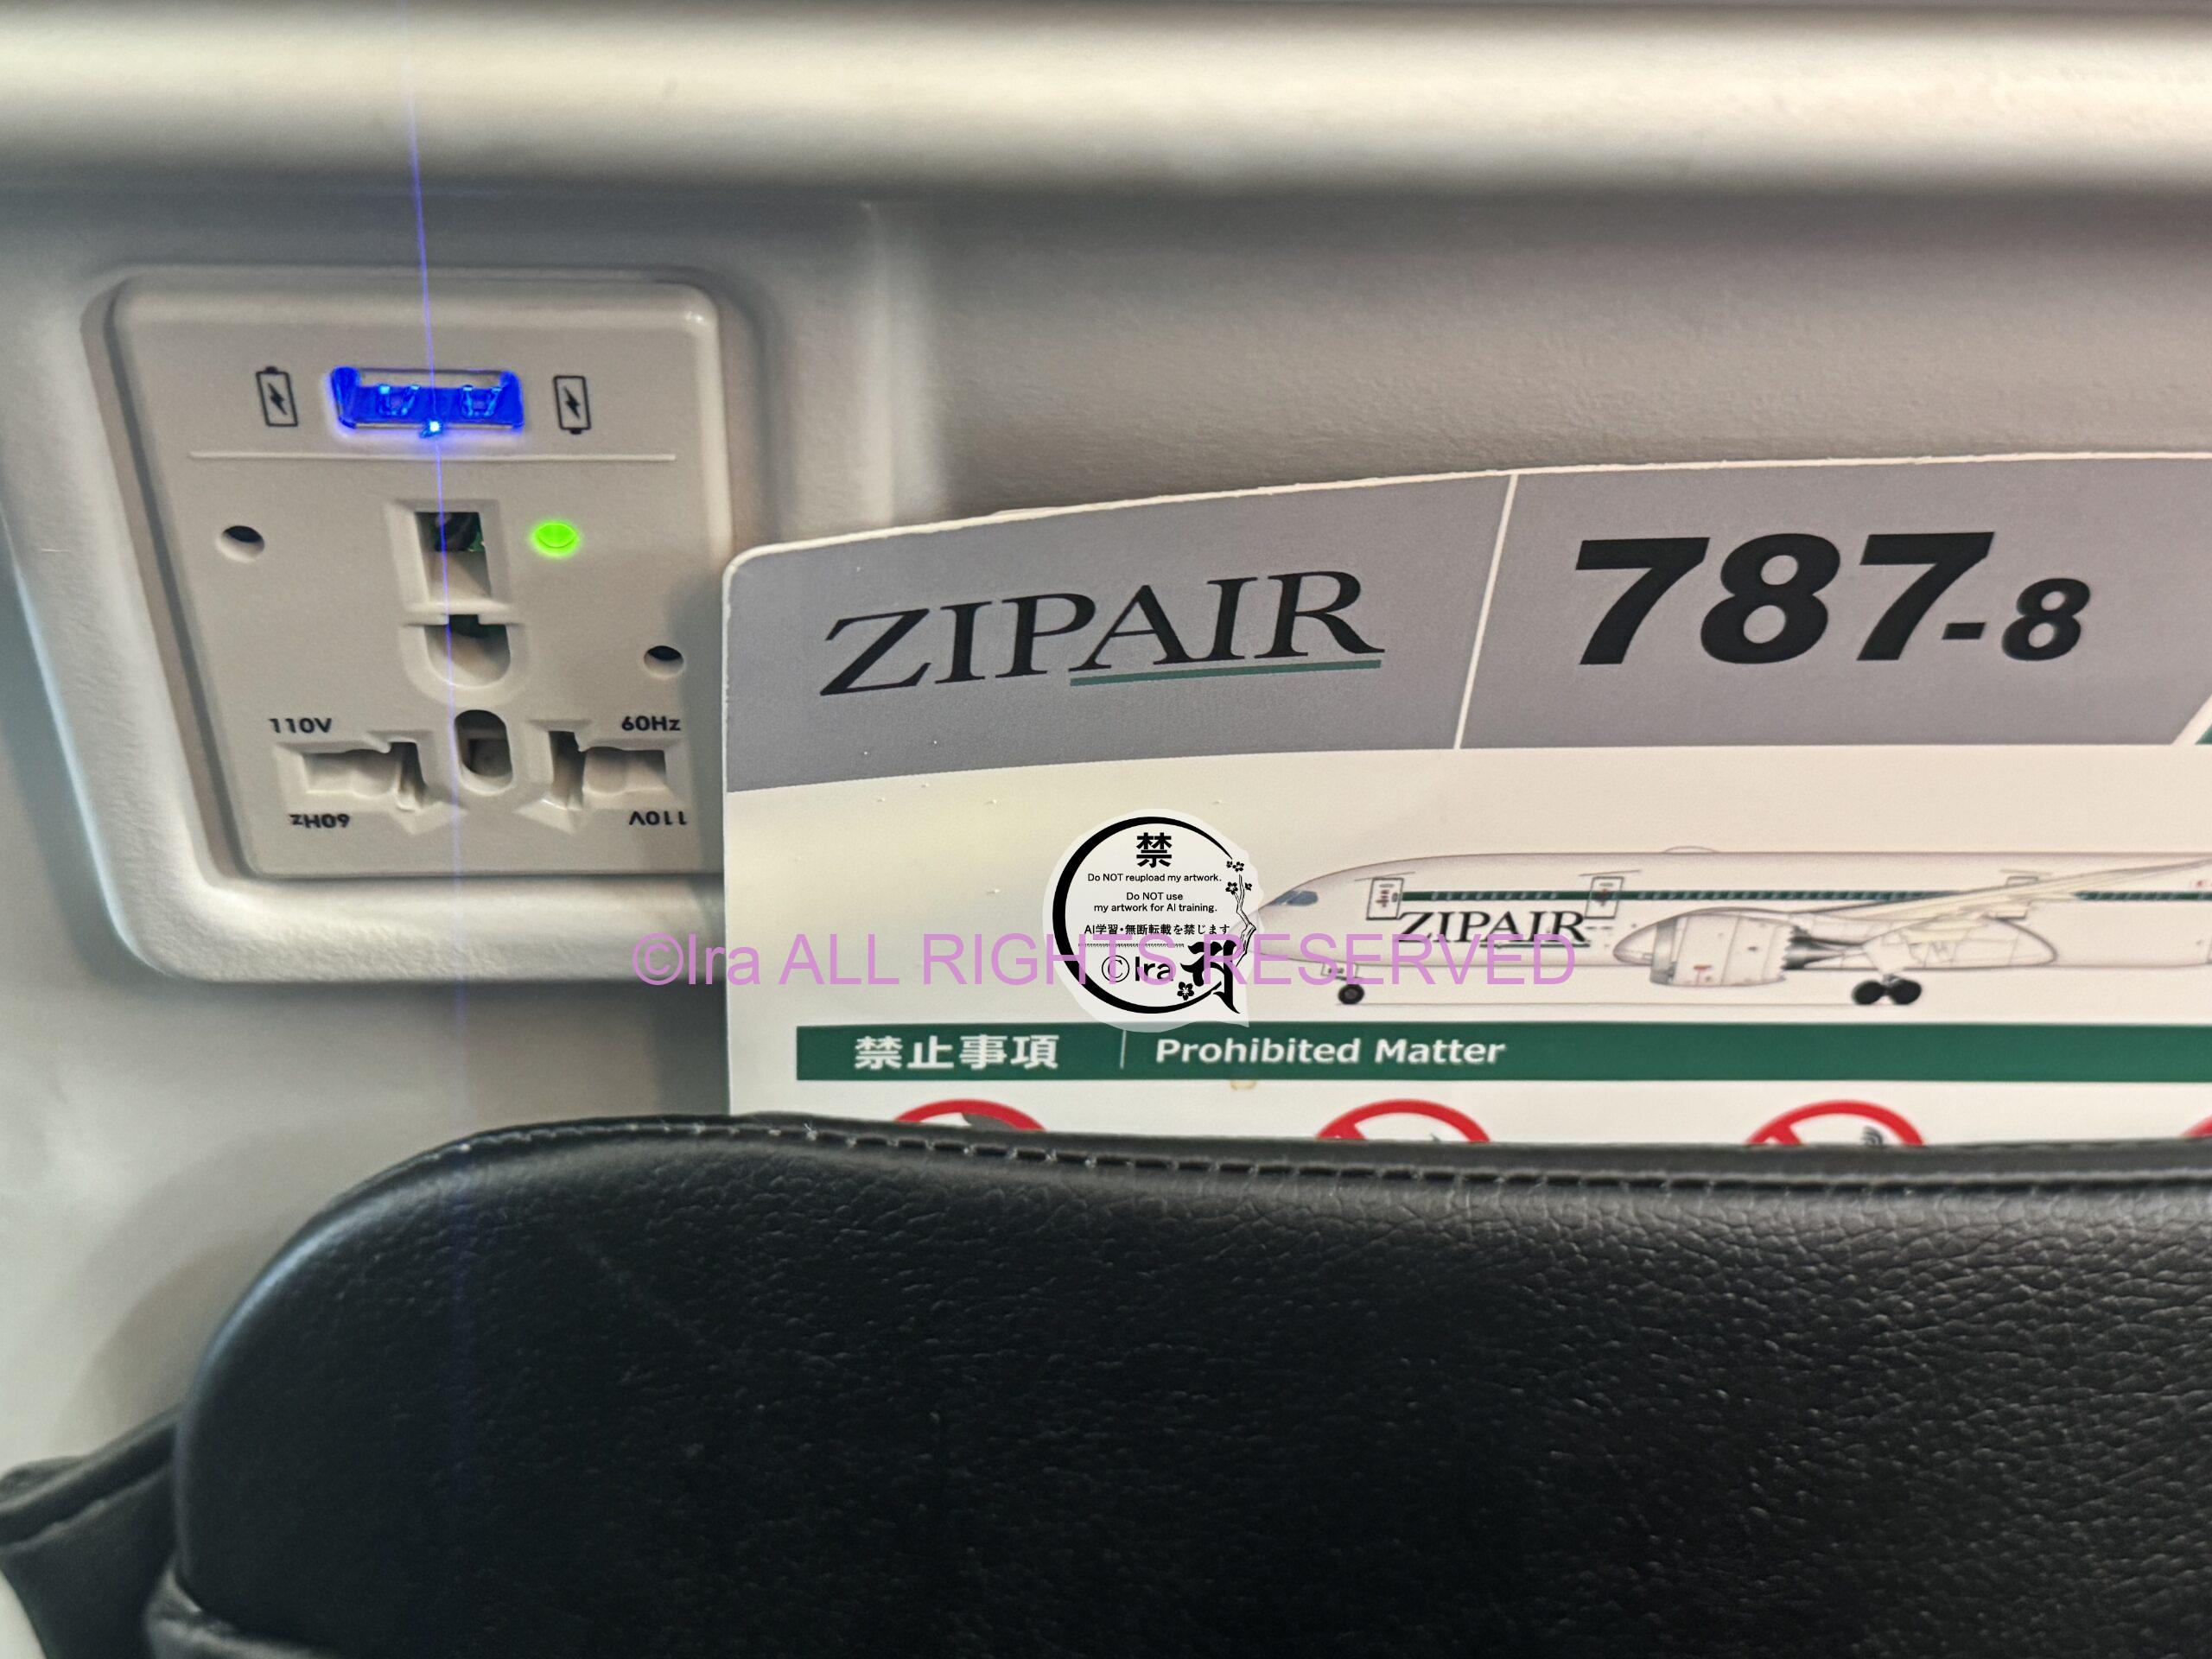 ZIPAIR
787-8
110V
60Hz
60Hz
110V
禁
Do NOT reupload my artwork.
Do NOT use
my artwork for AI training.
AI学習・無断転載を禁じます
©Ira
ZIPAIR
©Ira ALL RIGHTS RESERVED
禁止事項
Prohibited Matter